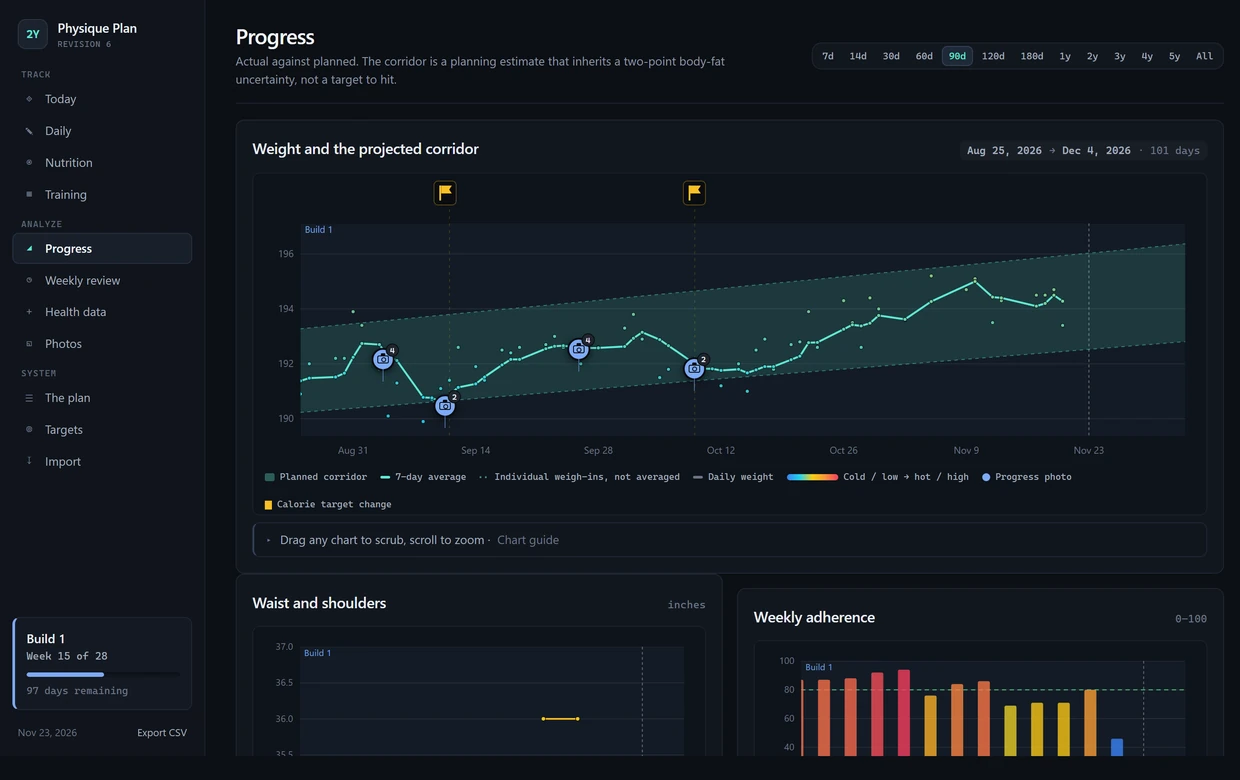 2Y
Physique Plan
REVISION 6
TRACK
Today
Daily
Nutrition
Training
ANALYZE
Progress
Weekly review
Health data
Photos
SYSTEM
The plan
Targets
Import
Build 1
Week 15 of 28
97 days remaining
Nov 23, 2026
Export CSV
Progress
Actual against planned. The corridor is a planning estimate that inherits a two-point body-fat
uncertainty, not a target to hit.
7d 14d 30d 60d 90d 120d 180d 1y 2y 3y 4y 5y All
Weight and the projected corridor
Aug 25, 2026 → Dec 4, 2026 · 101 days
Build 1
196
194
192
190
4
2
4
2
Aug 31 Sep 14 Sep 28 Oct 12 Oct 26 Nov 9 Nov 23
Planned corridor 7-day average Individual weigh-ins, not averaged Daily weight Cold / low → hot / high Progress photo
Calorie target change
Drag any chart to scrub, scroll to zoom · Chart guide
Waist and shoulders
inches
37.0
Build 1
36.5
36.0
35.5
Weekly adherence
0–100
100
Build 1
80
60
40